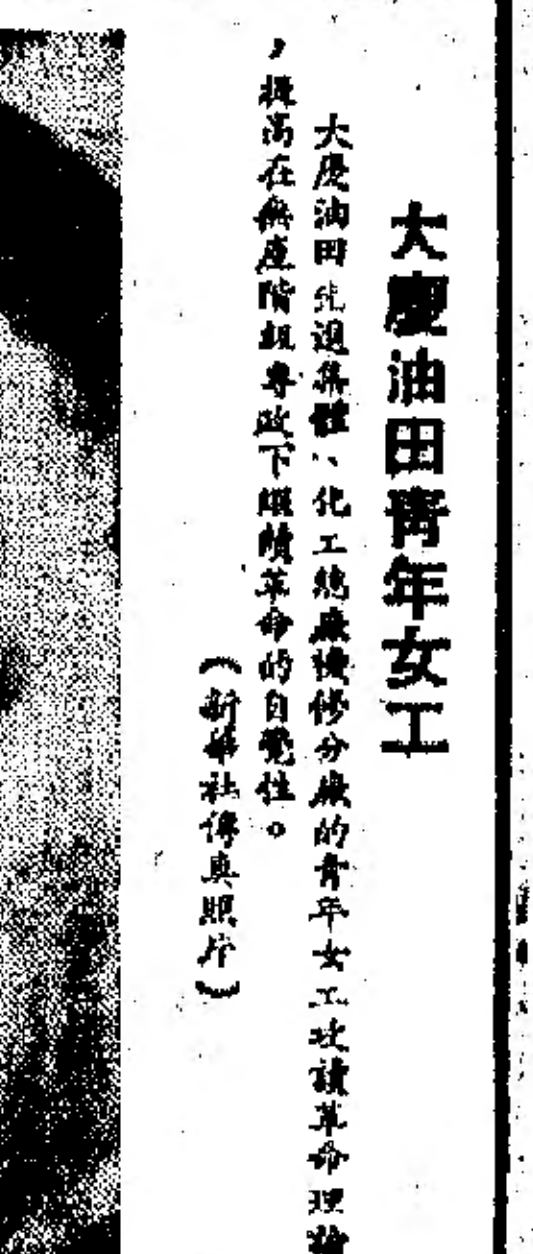 大慶油田青年女工
大慶油田先進集體、化工總廠機修分廠的青年女工攻讀革命理論
，提高在無產階級專政下繼續革命的自覺性。
（新華社傳真照片）